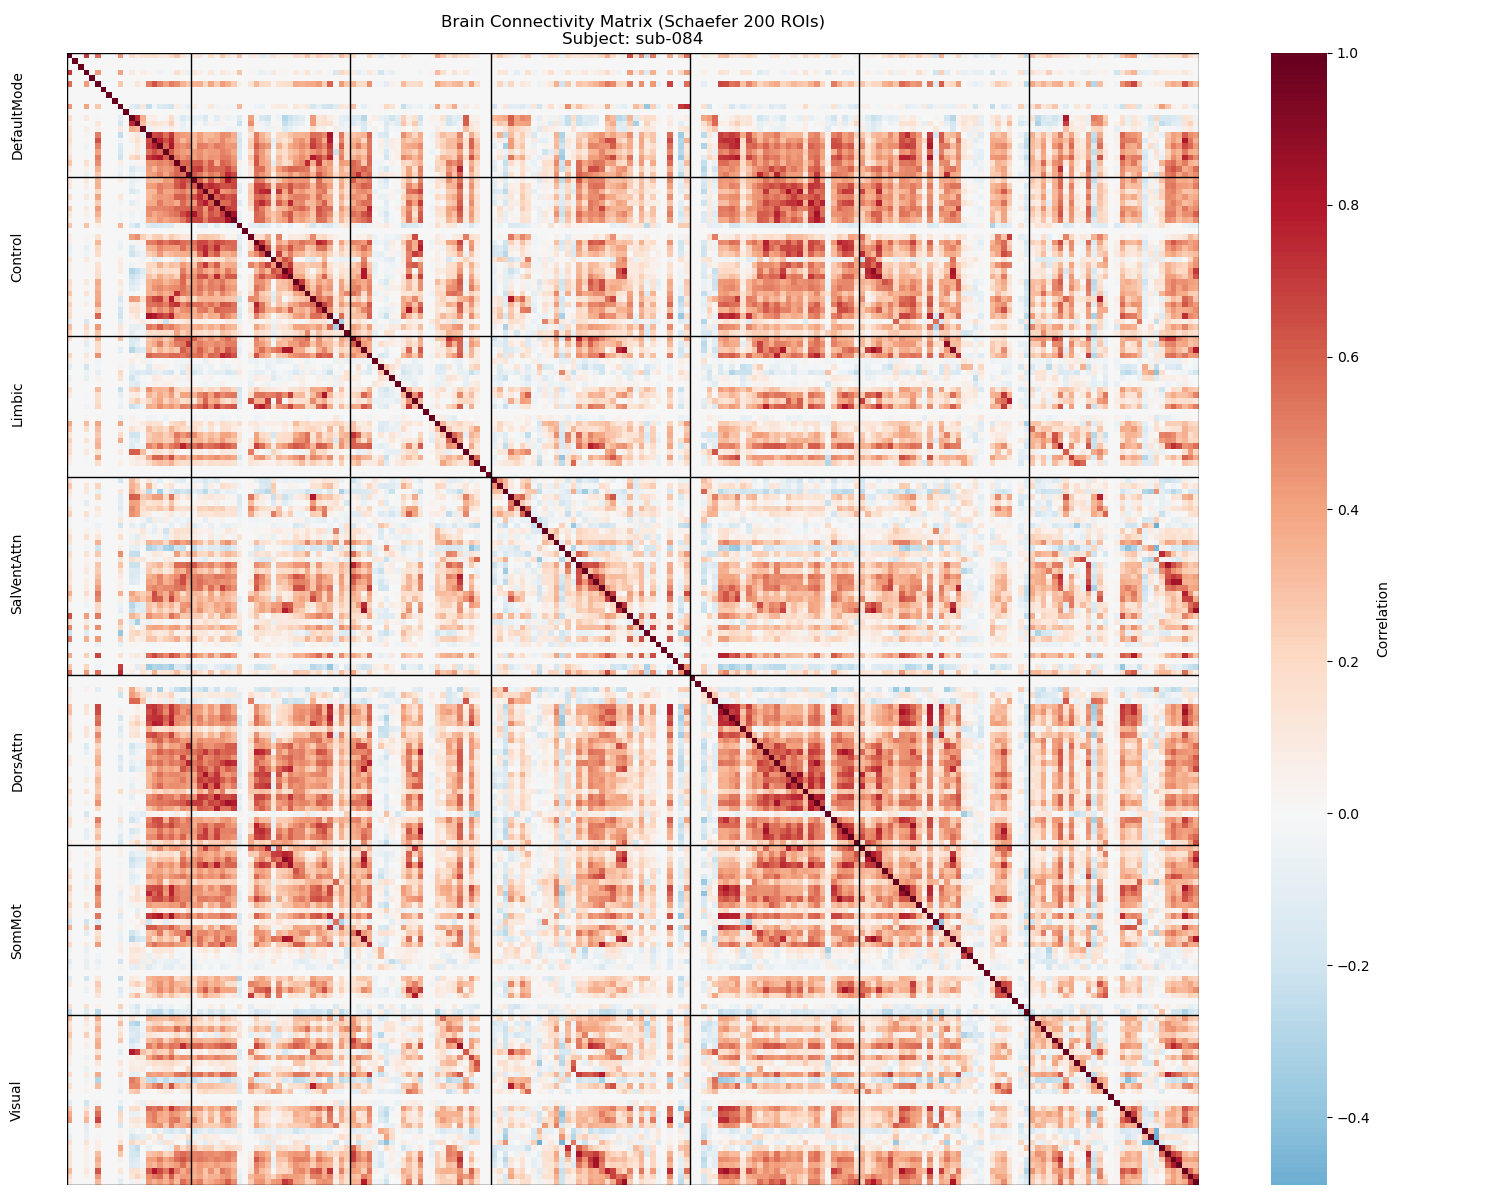 Brain Connectivity Matrix (Schaefer 200 ROIs)
Subject: sub-084
DefaultMode
Control
Limbic
SalVentAttn
DorsAttn
SomMot
Visual
1.0
0.8
0.6
0.4
0.2
0.0
−0.2
−0.4
Correlation